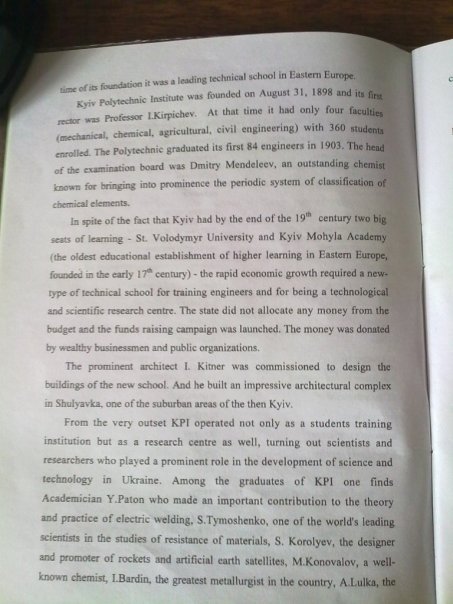 time of its foundation it was a leading technical school in Eastern Europe.
Kyiv Polytechnic Institute was founded on August 31, 1898 and its first
rector was Professor I.Kirpichev. At that time it had only four faculties
(mechanical, chemical, agricultural, civil engineering) with 360 students
enrolled. The Polytechnic graduated its first 84 engineers in 1903. The head
of the examination board was Dmitry Mendeleev, an outstanding chemist
known for bringing into prominence the periodic system of classification of
chemical elements.
In spite of the fact that Kyiv had by the end of the 19th century two big
seats of learning - St. Volodymyr University and Kyiv Mohyla Academy
(the oldest educational establishment of higher learning in Eastern Europe,
founded in the early 17th century) - the rapid economic growth required a new-
type of technical school for training engineers and for being a technological
and scientific research centre. The state did not allocate any money from the
budget and the funds raising campaign was launched. The money was donated
by wealthy businessmen and public organizations.
The prominent architect I. Kitner was commissioned to design the
buildings of the new school. And he built an impressive architectural complex
in Shulyavka, one of the suburban areas of the then Kyiv.
From the very outset KPI operated not only as a students training
institution but as a research centre as well, turning out scientists and
researchers who played a prominent role in the development of science and
technology in Ukraine. Among the graduates of KPI one finds
Academician Y.Paton who made an important contribution to the theory
and practice of electric welding, S.Tymoshenko, one of the world's leading
scientists in the studies of resistance of materials, S. Korolyev, the designer
and promoter of rockets and artificial earth satellites, M.Konovalov, a well-
known chemist, I.Bardin, the greatest metallurgist in the country, A.Lulka, the